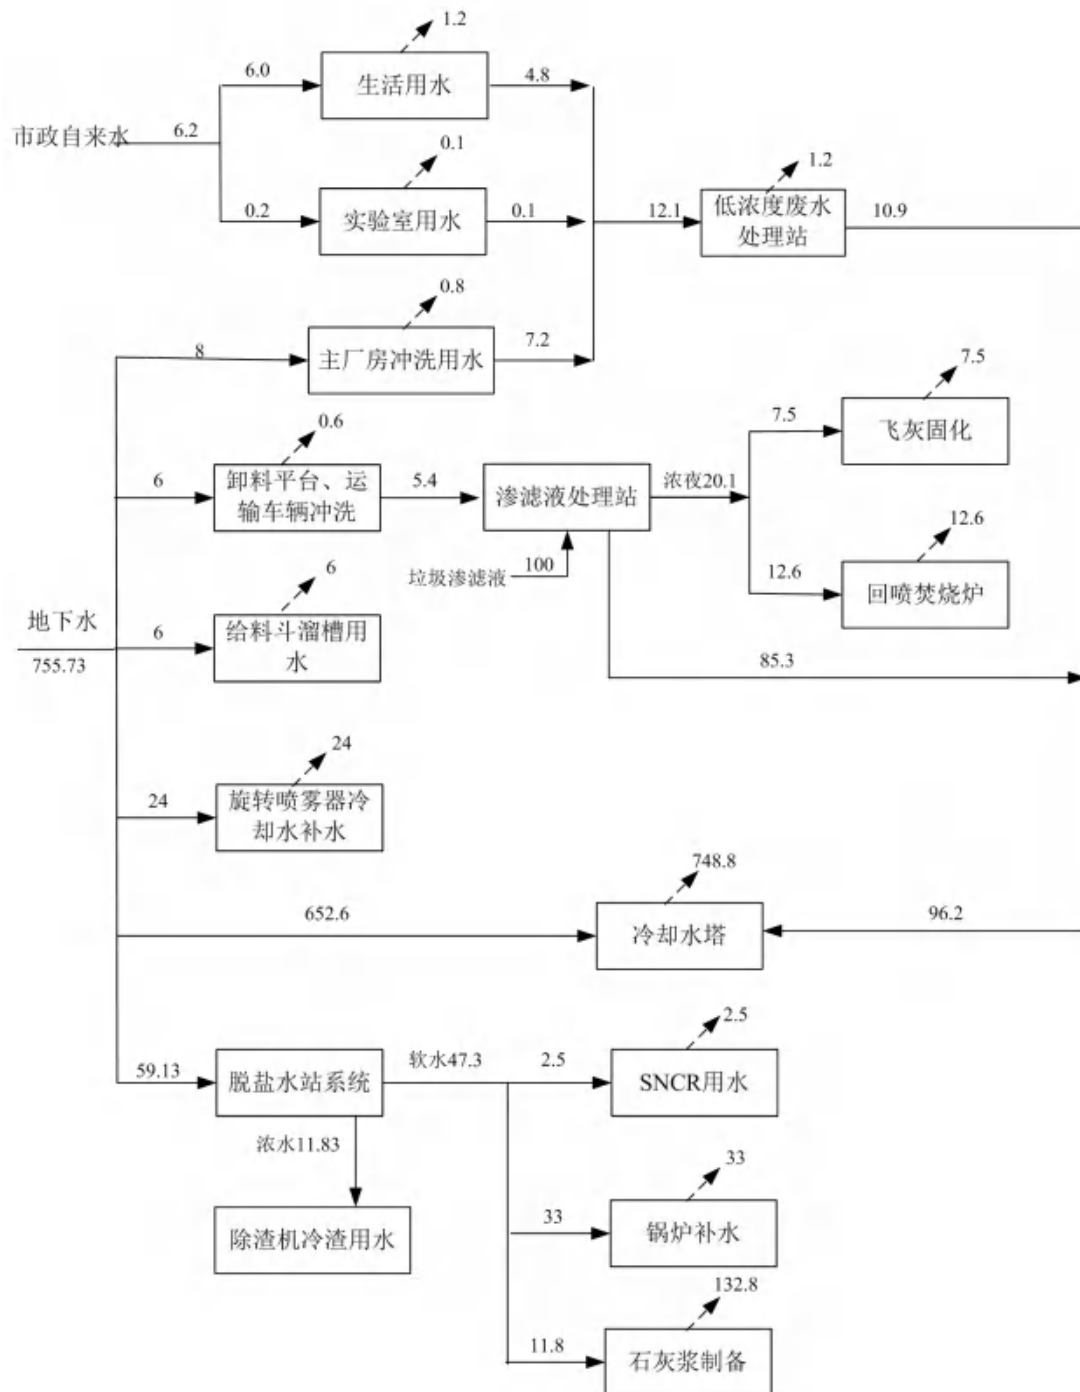 1.2
6.0
生活用水
4.8
市政自来水
6.2
0.1
0.2
实验室用水
0.1
12.1
1.2
低浓度废水
处理站
10.9
0.8
8
主厂房冲洗用水
7.2
0.6
6
卸料平台、运
输车辆冲洗
5.4
渗滤液处理站
浓夜20.1
7.5
7.5
飞灰固化
垃圾渗滤液
100
12.6
12.6
回喷焚烧炉
地下水
755.73
6
6
给料斗溜槽用
水
85.3
24
24
旋转喷雾器冷
却水补水
652.6
748.8
冷却水塔
96.2
59.13
脱盐水站系统
软水47.3
2.5
2.5
SNCR用水
浓水11.83
除渣机冷渣用水
33
33
锅炉补水
132.8
11.8
石灰浆制备